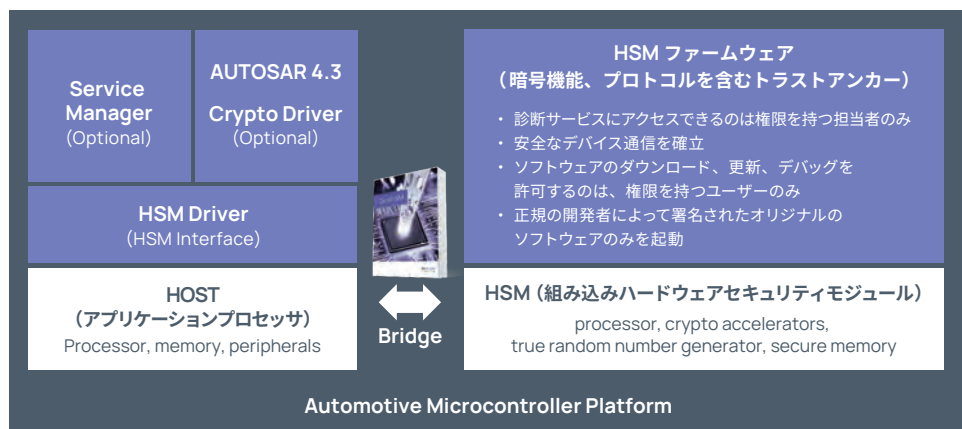 Service
Manager
(Optional)
AUTOSAR 4.3
Crypto Driver
(Optional)
HSM Driver
(HSM Interface)
HOST
（アプリケーションプロセッサ）
Processor, memory, peripherals
Bridge
HSM ファームウェア
（暗号機能、プロトコルを含むトラストアンカー）
・ 診断サービスにアクセスできるのは権限を持つ担当者のみ
・ 安全なデバイス通信を確立
・ ソフトウェアのダウンロード、更新、デバッグを
許可するのは、権限を持つユーザーのみ
・ 正規の開発者によって署名されたオリジナルの
ソフトウェアのみを起動
HSM（組み込みハードウェアセキュリティモジュール）
processor, crypto accelerators,
true random number generator, secure memory
Automotive Microcontroller Platform